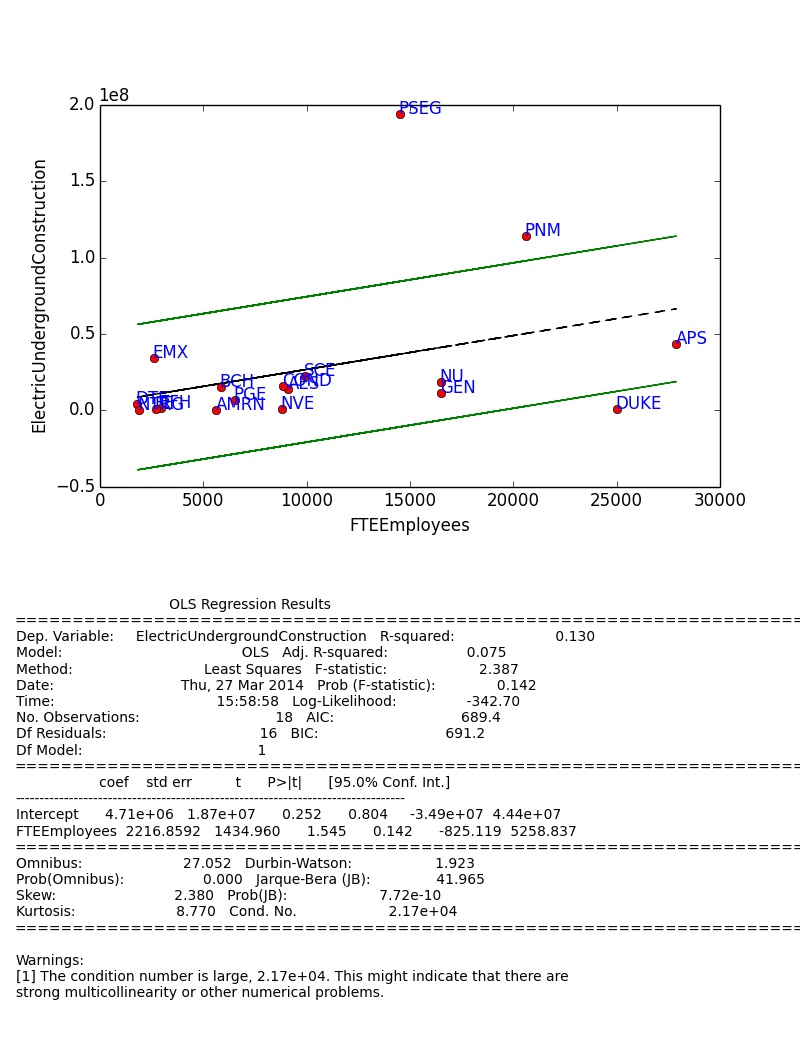 1e8
2.0
1.5
1.0
0.5
0.0
−0.5
ElectricUndergroundConstruction
PSEG
PNM
APS
EMX
SCE
AES
NU
GEN
BCH
PGE
DTE
AMRN
NVE
DUKE
0 5000 10000 15000 20000 25000 30000
FTEEmployees
OLS Regression Results
==============================================================================
Dep. Variable: ElectricUndergroundConstruction R-squared: 0.130
Model: OLS Adj. R-squared: 0.075
Method: Least Squares F-statistic: 2.387
Date: Thu, 27 Mar 2014 Prob (F-statistic): 0.142
Time: 15:58:58 Log-Likelihood: -342.70
No. Observations: 18 AIC: 689.4
Df Residuals: 16 BIC: 691.2
Df Model: 1
==============================================================================
coef std err t P>|t| [95.0% Conf. Int.]
------------------------------------------------------------------------------
Intercept 4.71e+06 1.87e+07 0.252 0.804 -3.49e+07 4.44e+07
FTEEmployees 2216.8592 1434.960 1.545 0.142 -825.119 5258.837
==============================================================================
Omnibus: 27.052 Durbin-Watson: 1.923
Prob(Omnibus): 0.000 Jarque-Bera (JB): 41.965
Skew: 2.380 Prob(JB): 7.72e-10
Kurtosis: 8.770 Cond. No. 2.17e+04
==============================================================================
Warnings:
[1] The condition number is large, 2.17e+04. This might indicate that there are
strong multicollinearity or other numerical problems.